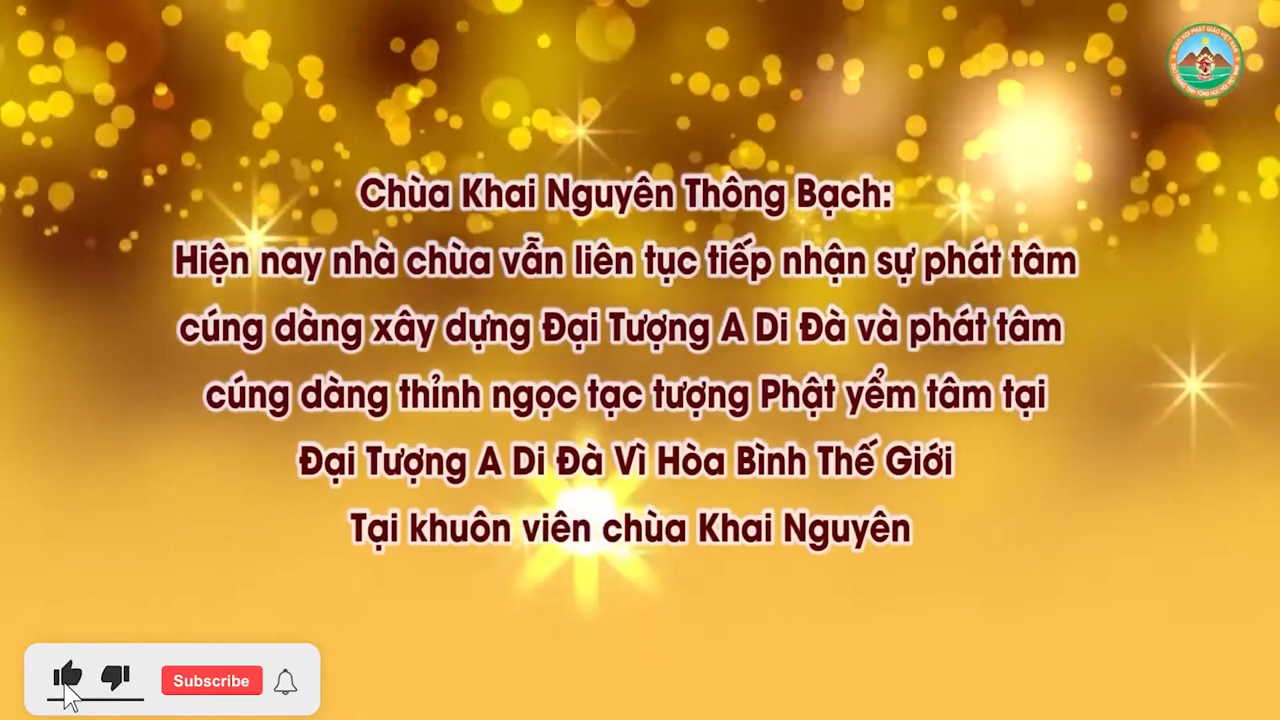 Chùa Khai Nguyên Thông Bạch:
Hiện nay nhà chùa vẫn liên tục tiếp nhận sự phát tâm
cúng dàng xây dựng Đại Tượng A Di Đà và phát tâm
cúng dàng thỉnh ngọc tạc tượng Phật yểm tâm tại
Đại Tượng A Di Đà Vì Hòa Bình Thế Giới
Tại khuôn viên chùa Khai Nguyên
Subscribe